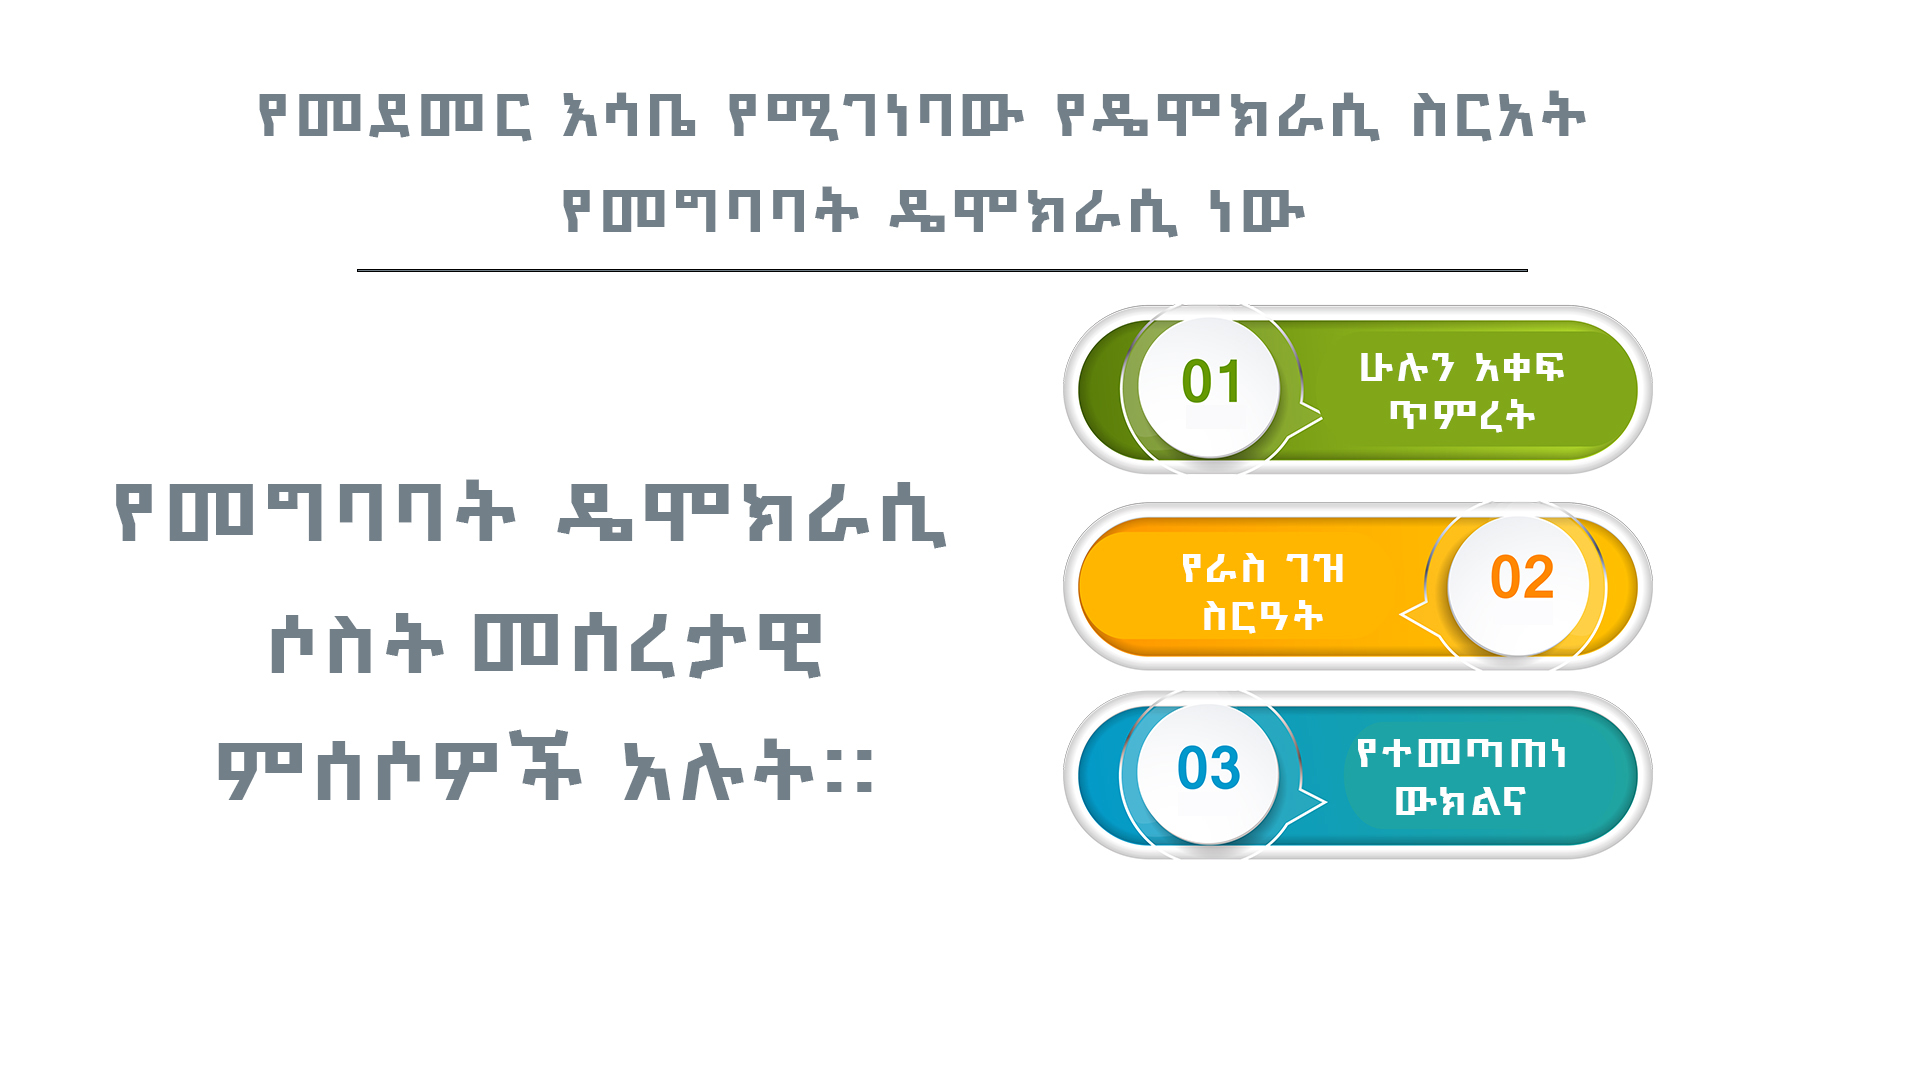 የመደመር እሳቤ የሚገነባው የዴሞክራሲ ስርአት
የመግባባት ዴሞክራሲ ነው
የመግባባት ዴሞክራሲ
ሶስት መሰረታዊ
ምሰሶዎች አሉት፡፡
01
ሁሉን አቀፍ
ጥምረት
የራስ ገዝ
ስርዓት
02
03
የተመጣጠነ
ውክልና